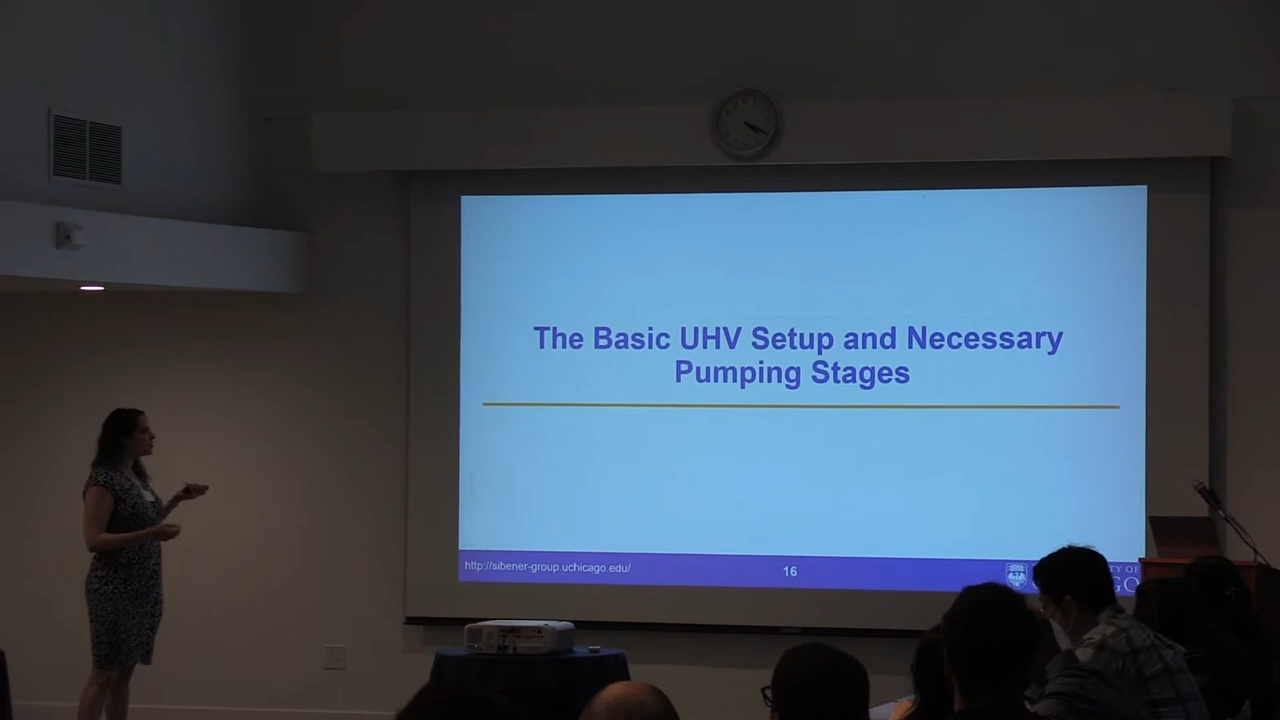 The Basic UHV Setup and Necessary
Pumping Stages
http://sibener-group.uchicago.edu/
16